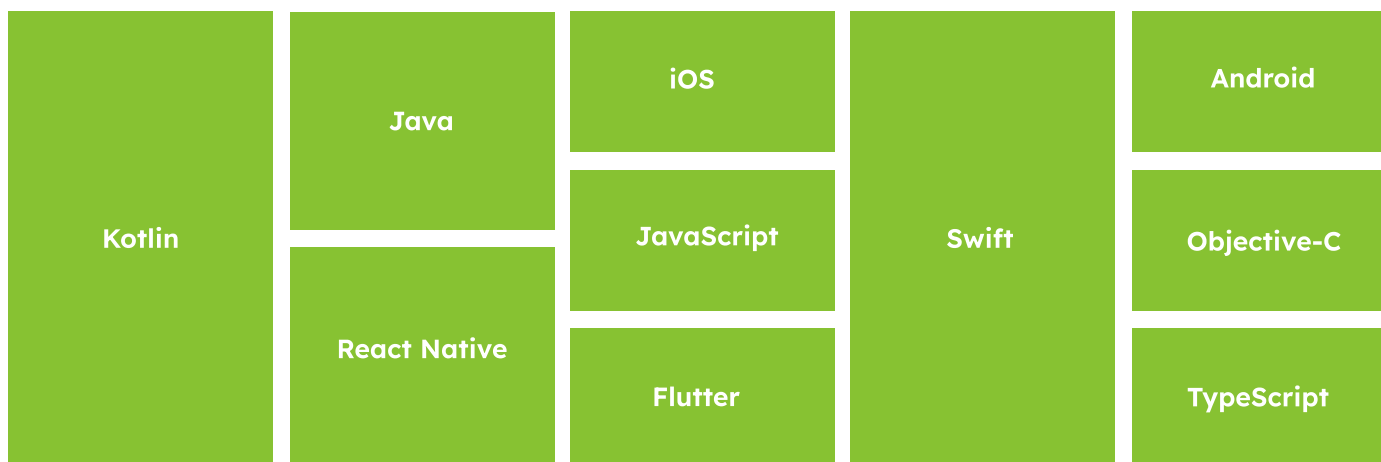 Kotlin
Java
React Native
iOS
JavaScript
Flutter
Swift
Android
Objective-C
TypeScript